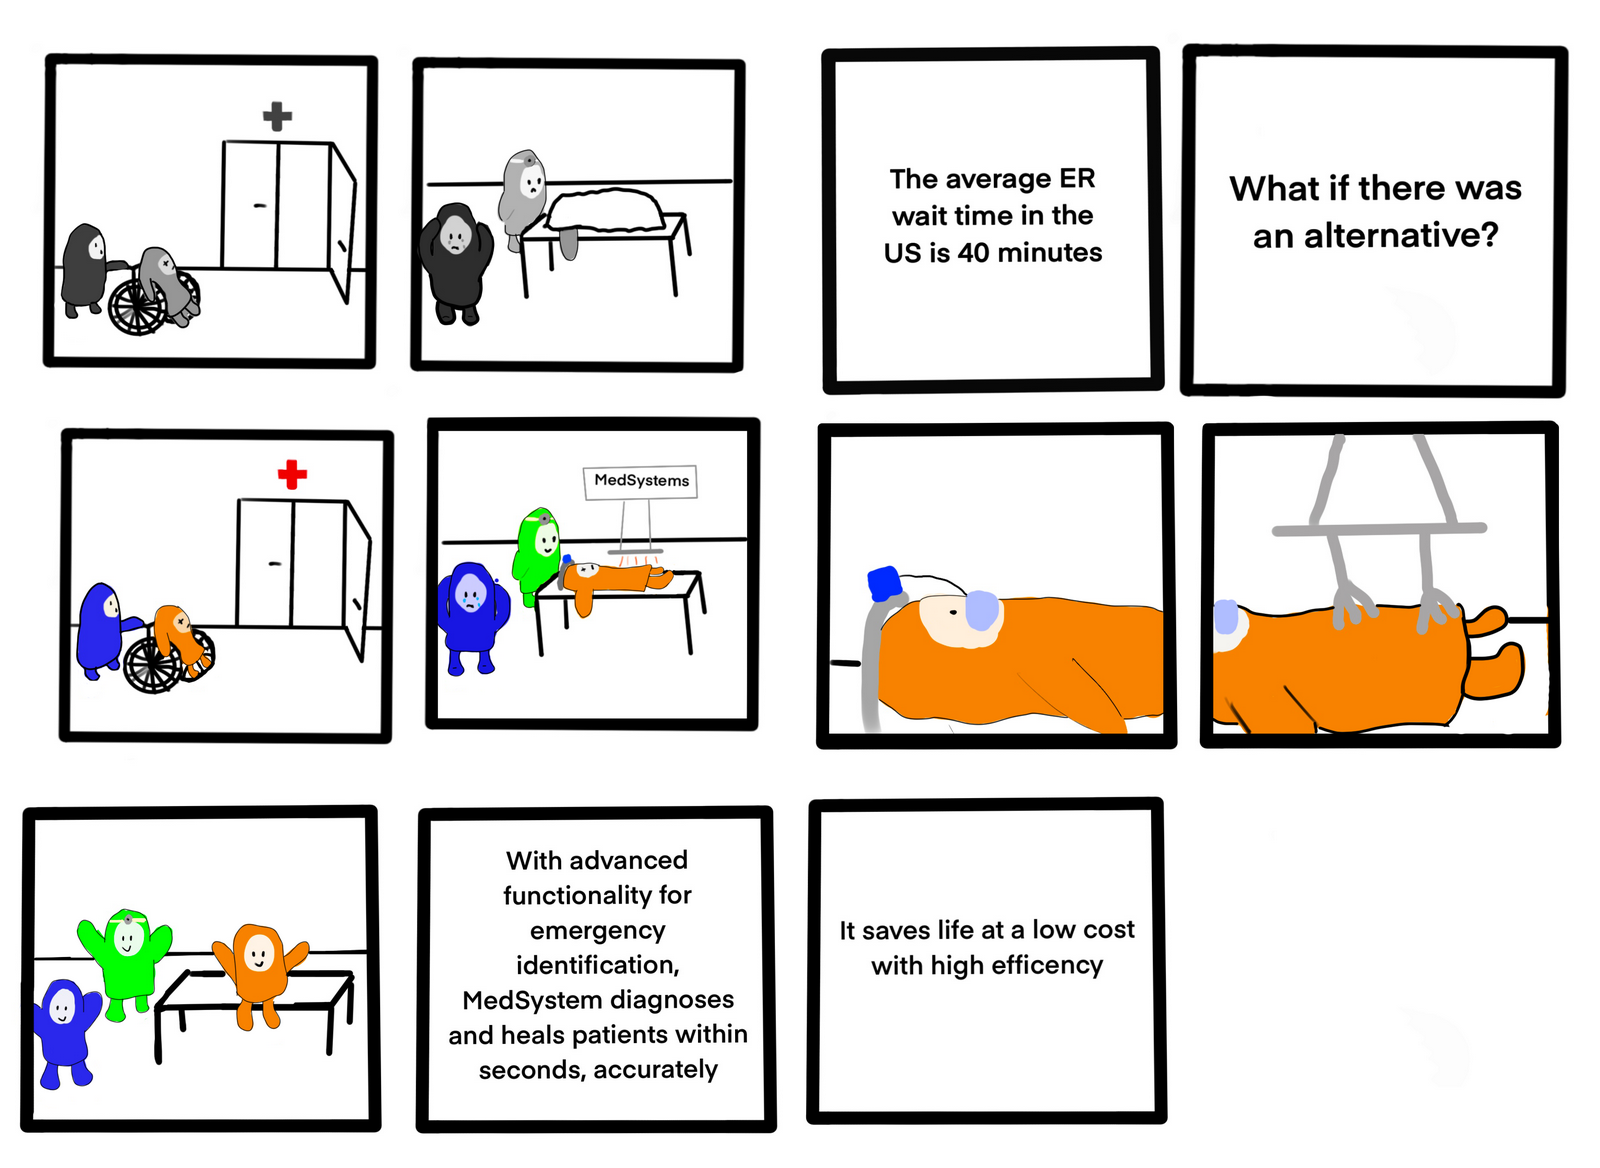 The average ER
wait time in the
US is 40 minutes
What if there was
an alternative?
MedSystems
With advanced
functionality for
emergency
identification,
MedSystem diagnoses
and heals patients within
seconds, accurately
It saves life at a low cost
with high efficency